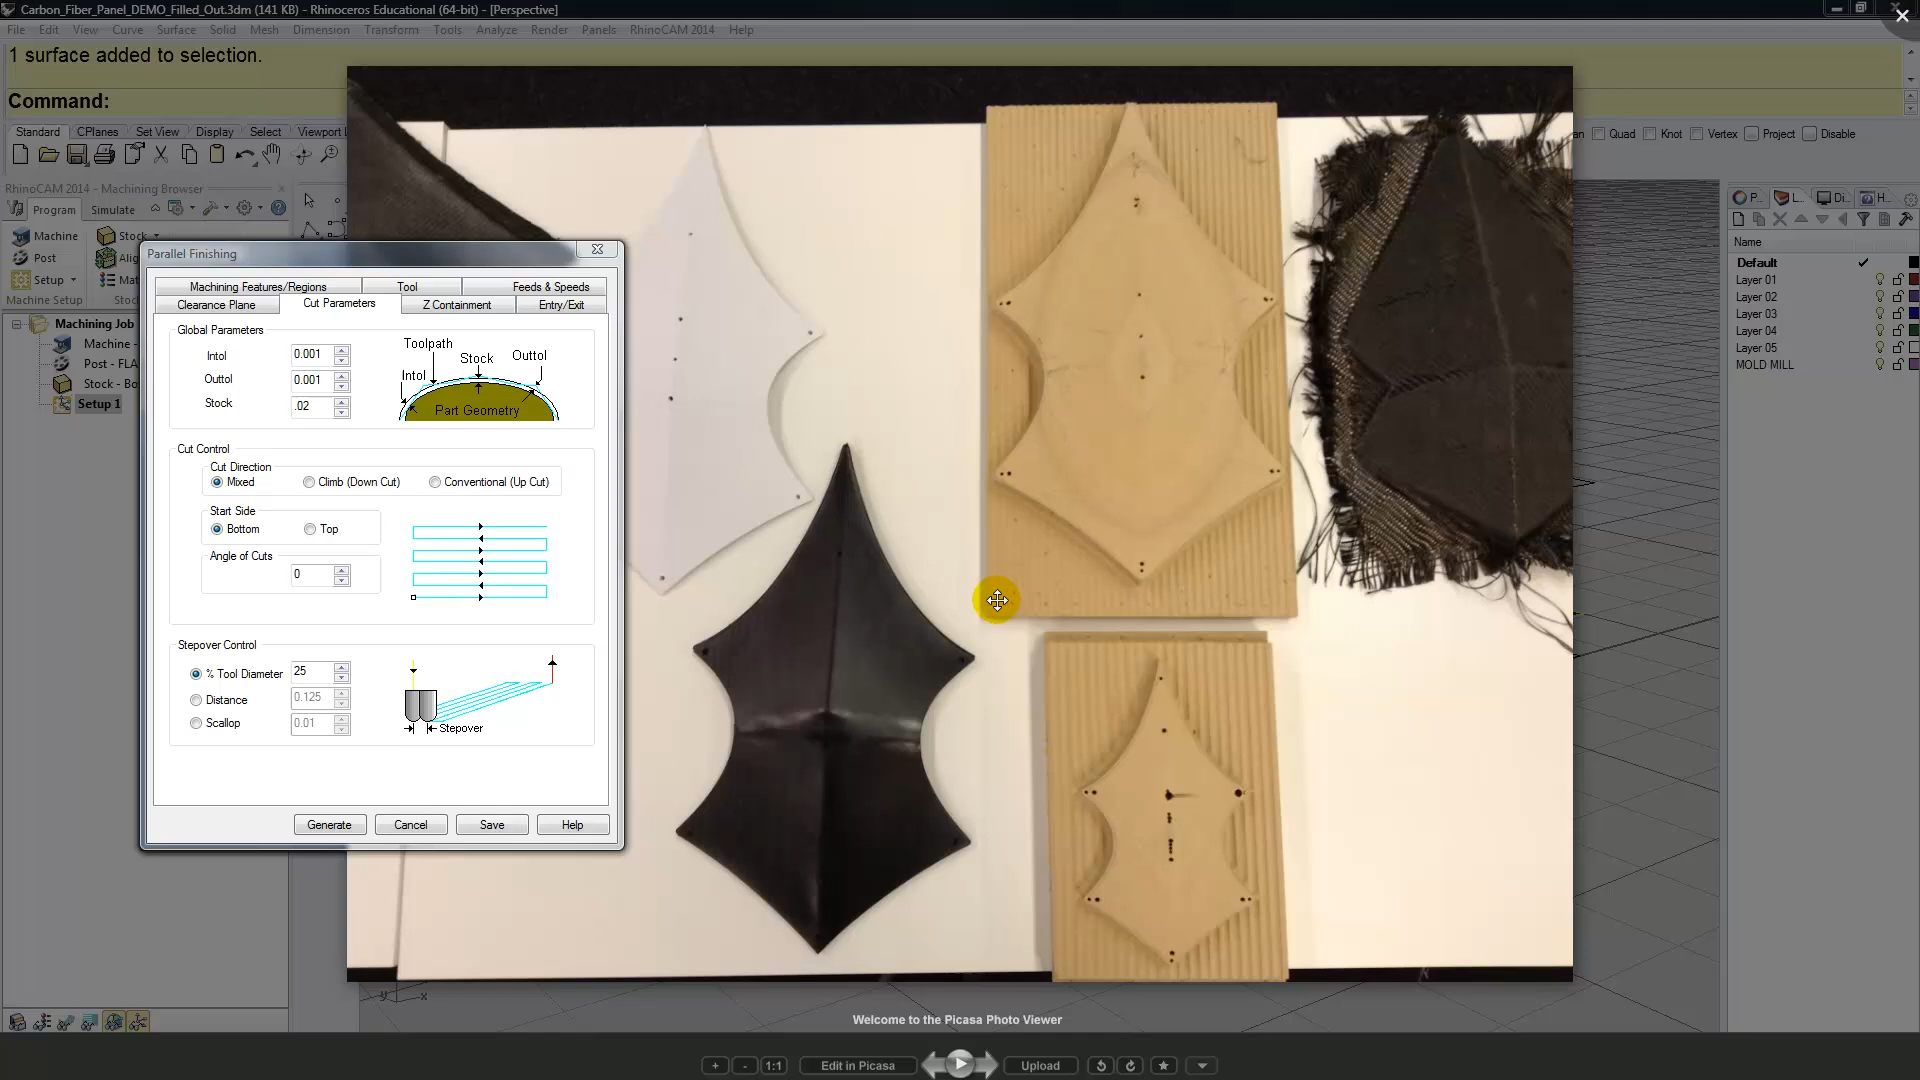 Carbon_Fiber_Panel_DEMO_Filled_Out.3dm (141 KB) - Rhinoceros Educational (64-bit) - [Perspective]
File Edit View Curve Surface Solid Mesh Dimension Transform Tools Analyze Render Panels RhinoCAM 2014 Help
1 surface added to selection.
Command:
Standard CPlanes Set View Display Select Viewport L
Quad Knot Vertex Project Disable
RhinoCAM 2014 - Machining Browser
Program Simulate
Machine Stock
Post
Setup
Machine Setup
Machining Job
Machine -
Post - FLA
Stock - Bo
Setup 1
Parallel Finishing
Machining Features/Regions Tool Feeds & Speeds
Clearance Plane Cut Parameters Z Containment Entry/Exit
Global Parameters
Intol 0.001
Outtol 0.001
Stock .02
Toolpath
Stock
Outtol
Intol
Part Geometry
Cut Control
Cut Direction
Mixed Climb (Down Cut) Conventional (Up Cut)
Start Side
Bottom Top
Angle of Cuts
0
Stepover Control
% Tool Diameter 25
Distance 0.125
Scallop 0.01
Stepover
Generate Cancel Save Help
Name
Default
Layer 01
Layer 02
Layer 03
Layer 04
Layer 05
MOLD MILL
y x
Welcome to the Picasa Photo Viewer
+ - 1:1 Edit in Picasa Upload